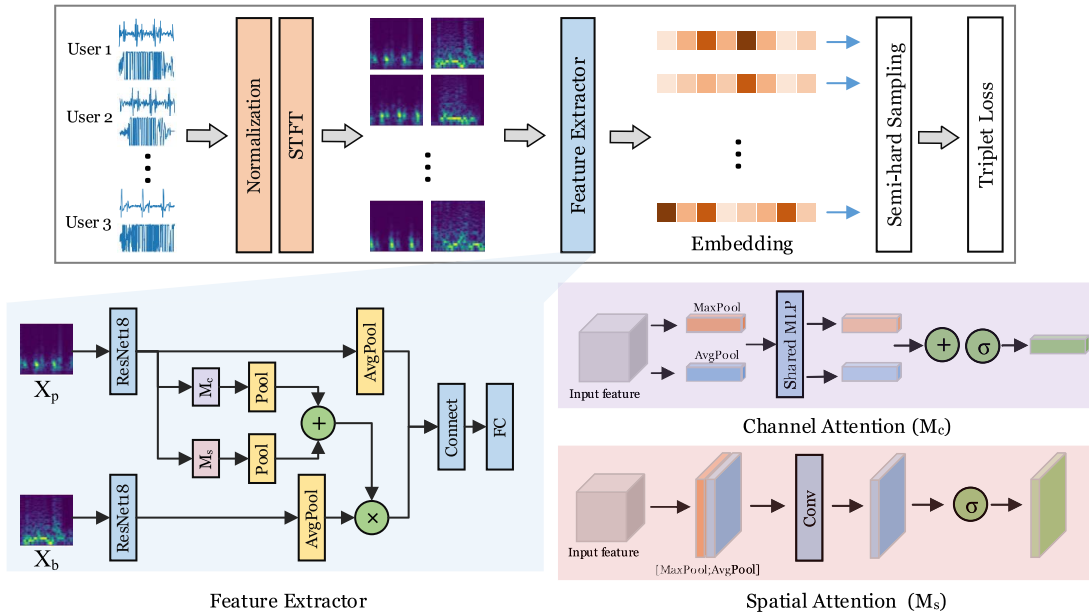 User 1
User 2
User 3
Normalization
STFT
Feature Extractor
Embedding
Semi-hard Sampling
Triplet Loss
Xp
Xb
ResNet18
ResNet18
Mc
Ms
Pool
Pool
+
AvgPool
AvgPool
×
Connect
FC
Feature Extractor
Input feature
MaxPool
AvgPool
Shared MLP
+
σ
Channel Attention (Mc)
Input feature
[MaxPool;AvgPool]
Conv
σ
Spatial Attention (Ms)